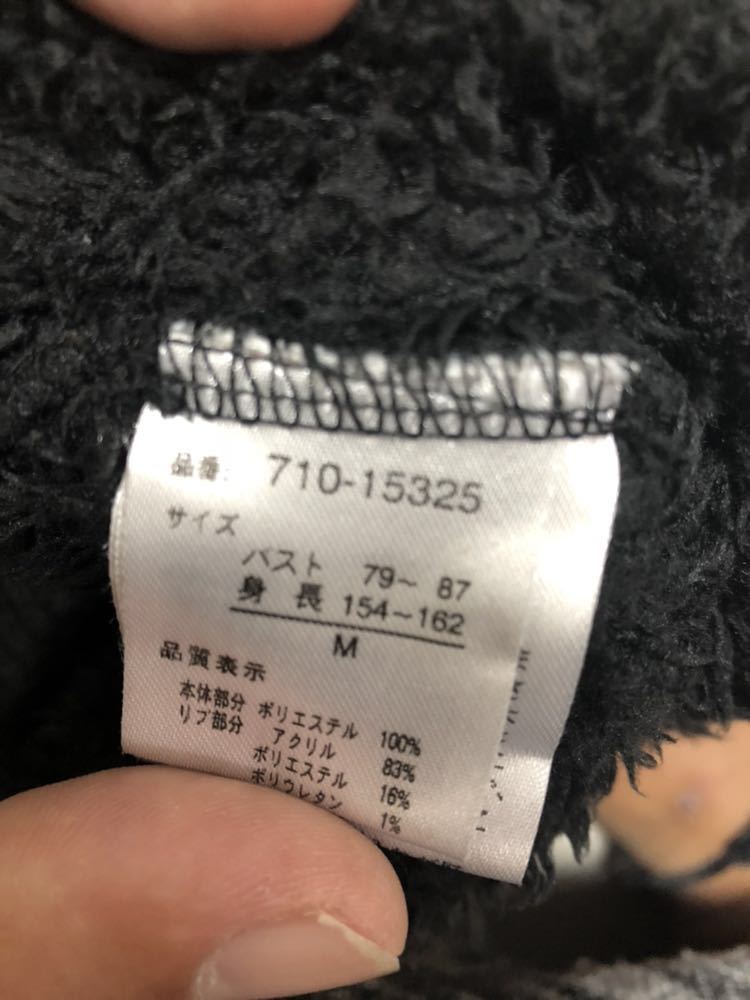 品番: 710-15325
サイズ
バスト 79～ 87
身 長 154～162
M
品質表示
本体部分 ポリエステル 100%
リブ部分 アクリル 83%
ポリエステル 16%
ポリウレタン 1%